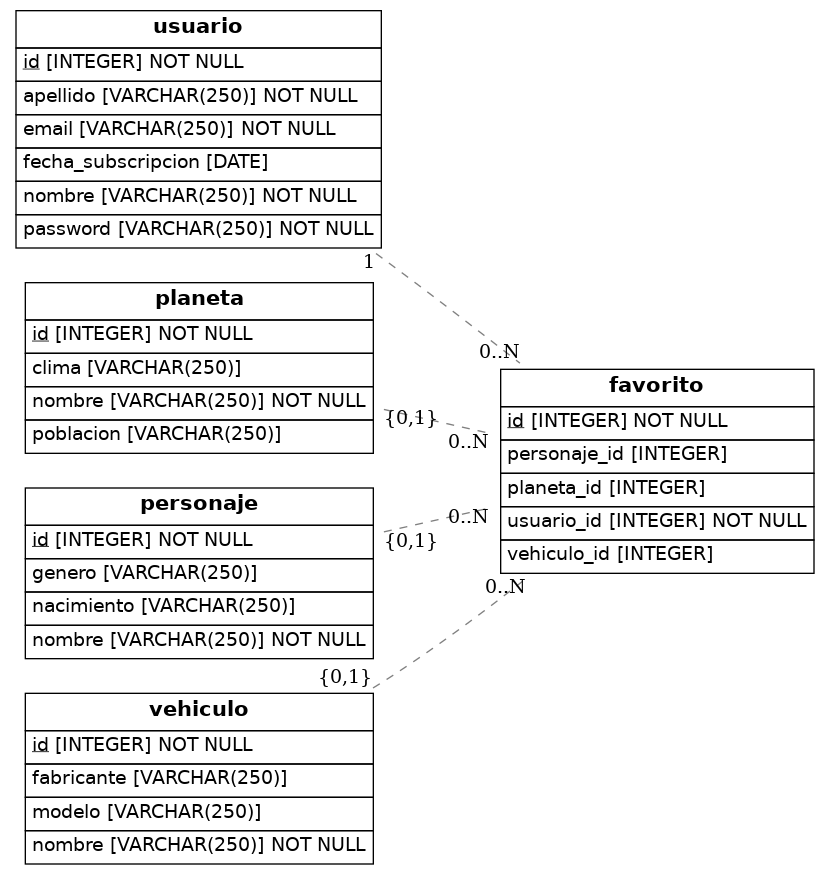 usuario
id [INTEGER] NOT NULL
apellido [VARCHAR(250)] NOT NULL
email [VARCHAR(250)] NOT NULL
fecha_subscripcion [DATE]
nombre [VARCHAR(250)] NOT NULL
password [VARCHAR(250)] NOT NULL
1
0..N
planeta
id [INTEGER] NOT NULL
clima [VARCHAR(250)]
nombre [VARCHAR(250)] NOT NULL
poblacion [VARCHAR(250)]
{0,1}
0..N
personaje
id [INTEGER] NOT NULL
genero [VARCHAR(250)]
nacimiento [VARCHAR(250)]
nombre [VARCHAR(250)] NOT NULL
{0,1}
0..N
vehiculo
id [INTEGER] NOT NULL
fabricante [VARCHAR(250)]
modelo [VARCHAR(250)]
nombre [VARCHAR(250)] NOT NULL
{0,1}
0..N
favorito
id [INTEGER] NOT NULL
personaje_id [INTEGER]
planeta_id [INTEGER]
usuario_id [INTEGER] NOT NULL
vehiculo_id [INTEGER]